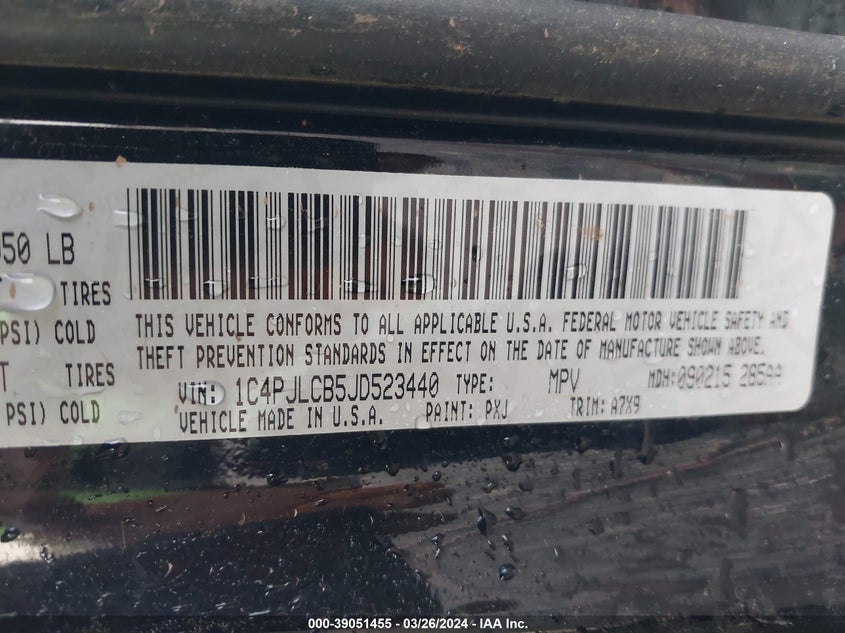 050 LB
TIRES
PSI) COLD
THIS VEHICLE CONFORMS TO ALL APPLICABLE U.S.A. FEDERAL MOTOR VEHICLE SAFETY AND
THEFT PREVENTION STANDARDS IN EFFECT ON THE DATE OF MANUFACTURE SHOWN ABOVE.
T TIRES
VIN: 1C4PJLCB5JD523440 TYPE: MPV MDH:090215 285AA
PSI) COLD
VEHICLE MADE IN U.S.A. PAINT: PXJ TRIM: A7X9
000-39051455 - 03/26/2024 - IAA Inc.